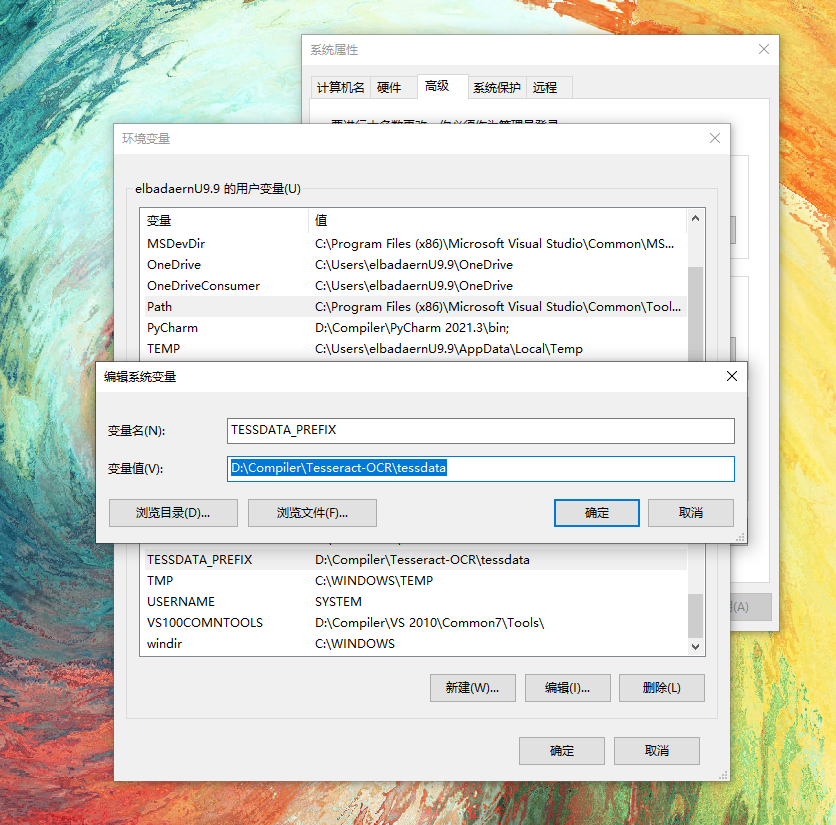 系统属性
计算机名 硬件 高级 系统保护 远程
要进行大多数更改，你必须作为管理员登录
环境变量
elbadaernU9.9 的用户变量(U)
变量 值
MSDevDir C:\Program Files (x86)\Microsoft Visual Studio\Common\MS...
OneDrive C:\Users\elbadaernU9.9\OneDrive
OneDriveConsumer C:\Users\elbadaernU9.9\OneDrive
Path C:\Program Files (x86)\Microsoft Visual Studio\Common\Tool...
PyCharm D:\Compiler\PyCharm 2021.3\bin;
TEMP C:\Users\elbadaernU9.9\AppData\Local\Temp
编辑系统变量
变量名(N): TESSDATA_PREFIX
变量值(V): D:\Compiler\Tesseract-OCR\tessdata
浏览目录(D)... 浏览文件(F)... 确定 取消
TESSDATA_PREFIX D:\Compiler\Tesseract-OCR\tessdata
TMP C:\WINDOWS\TEMP
USERNAME SYSTEM
(A)
VS100COMNTOOLS D:\Compiler\VS 2010\Common7\Tools\
windir C:\WINDOWS
新建(W)... 编辑(I)... 删除(L)
确定 取消